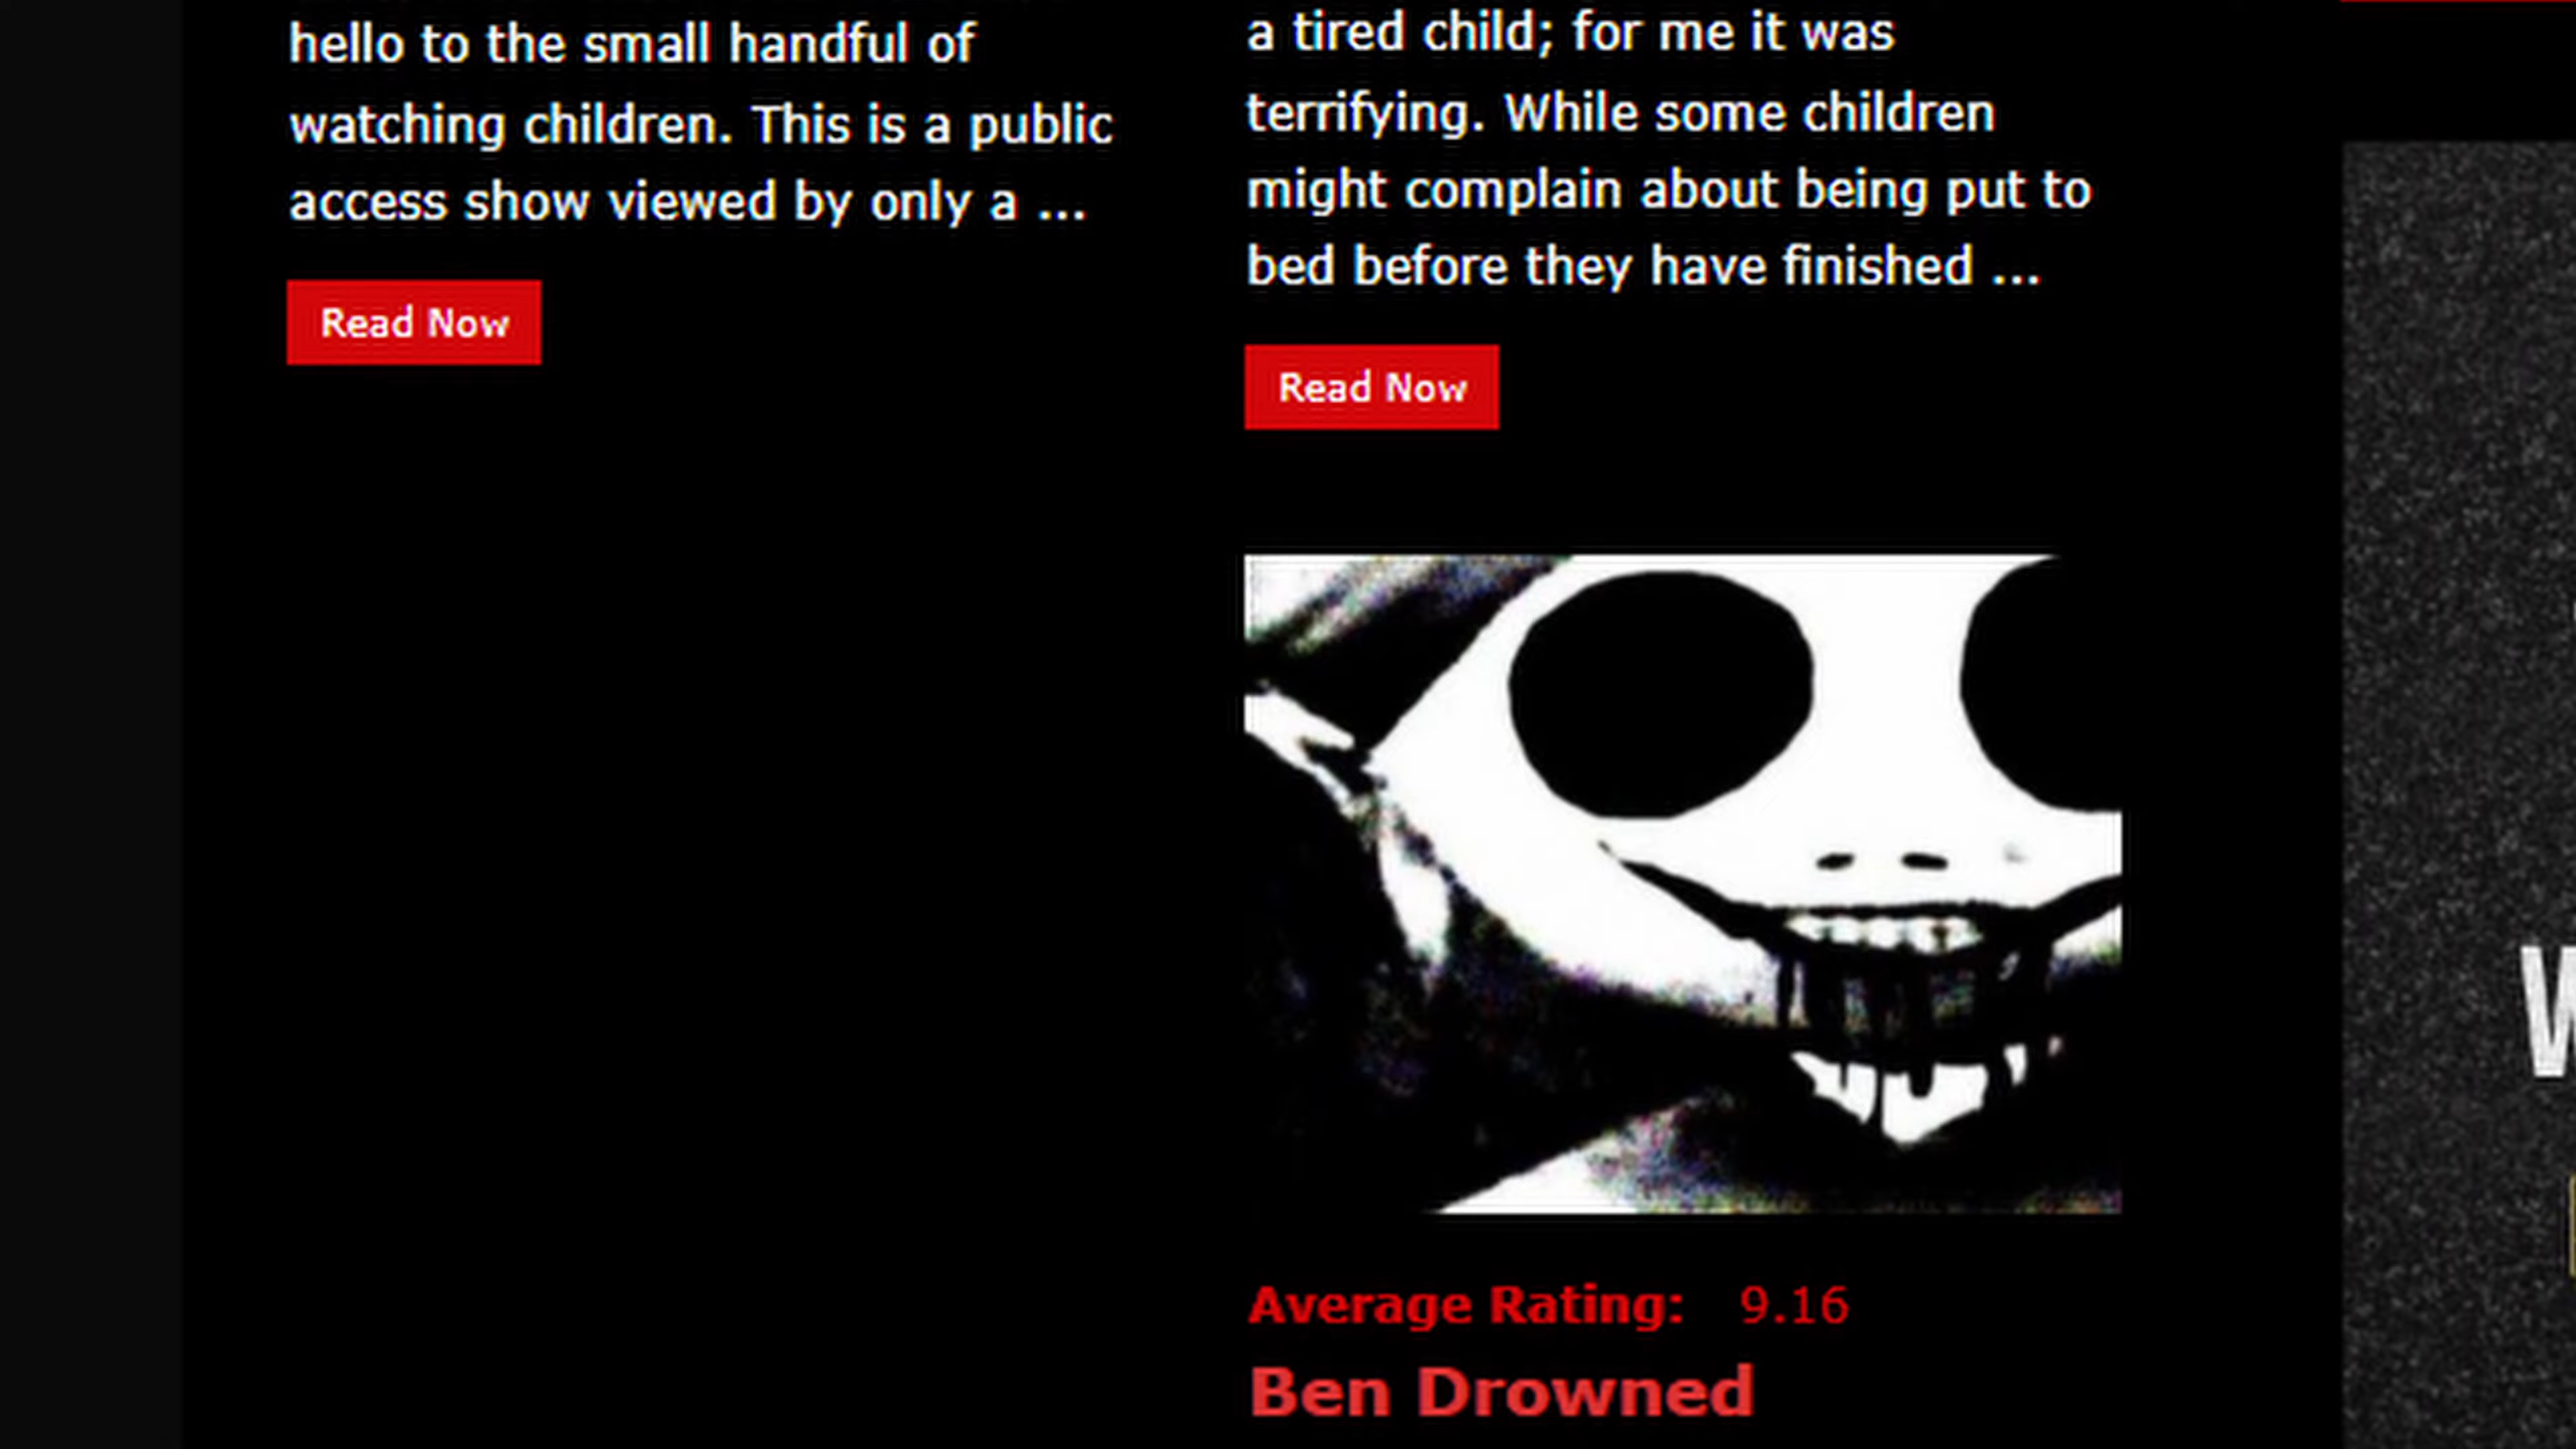 hello to the small handful of
watching children. This is a public
access show viewed by only a ...
Read Now
a tired child; for me it was
terrifying. While some children
might complain about being put to
bed before they have finished ...
Read Now
Average Rating: 9.16
Ben Drowned
W